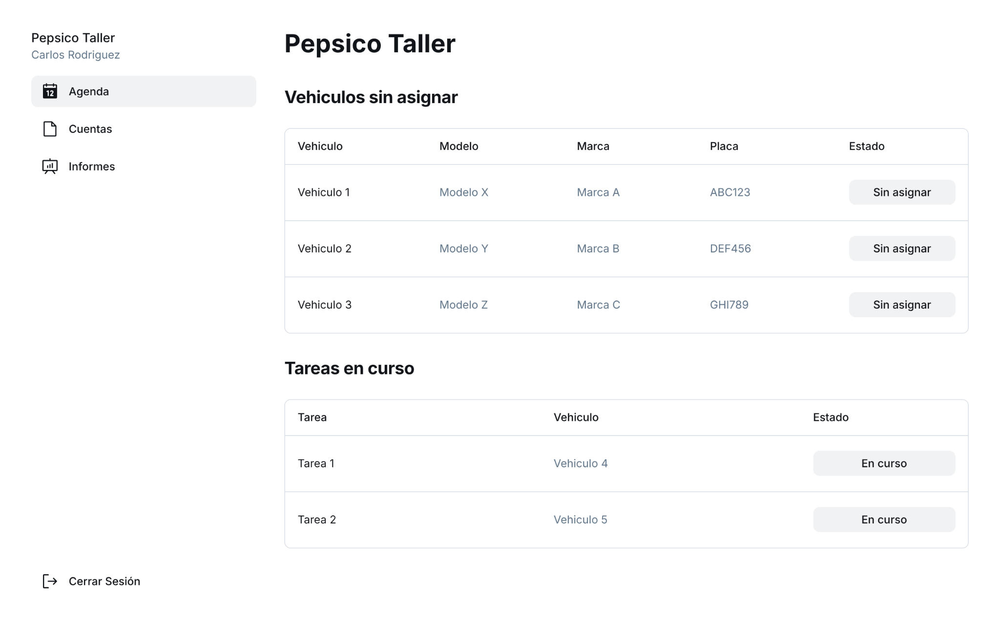 Pepsico Taller
Carlos Rodriguez
12
Agenda
Cuentas
Informes
Cerrar Sesión
Pepsico Taller
Vehiculos sin asignar
Vehiculo Modelo Marca Placa Estado
Vehiculo 1 Modelo X Marca A ABC123 Sin asignar
Vehiculo 2 Modelo Y Marca B DEF456 Sin asignar
Vehiculo 3 Modelo Z Marca C GHI789 Sin asignar
Tareas en curso
Tarea Vehiculo Estado
Tarea 1 Vehiculo 4 En curso
Tarea 2 Vehiculo 5 En curso